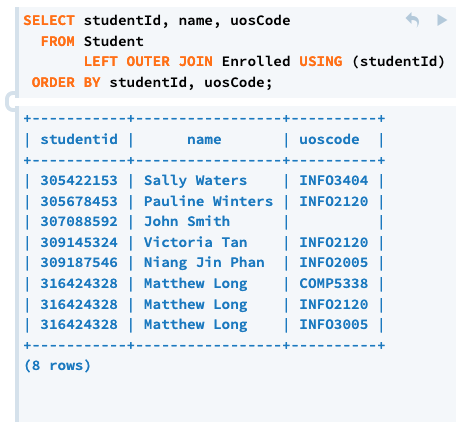 SELECT studentId, name, uosCode
  FROM Student
       LEFT OUTER JOIN Enrolled USING (studentId)
 ORDER BY studentId, uosCode;
+-----------+-----------------+----------+
| studentid |      name       | uoscode  |
+-----------+-----------------+----------+
| 305422153 | Sally Waters    | INFO3404 |
| 305678453 | Pauline Winters | INFO2120 |
| 307088592 | John Smith      |          |
| 309145324 | Victoria Tan    | INFO2120 |
| 309187546 | Niang Jin Phan  | INFO2005 |
| 316424328 | Matthew Long    | COMP5338 |
| 316424328 | Matthew Long    | INFO2120 |
| 316424328 | Matthew Long    | INFO3005 |
+-----------+-----------------+----------+
(8 rows)